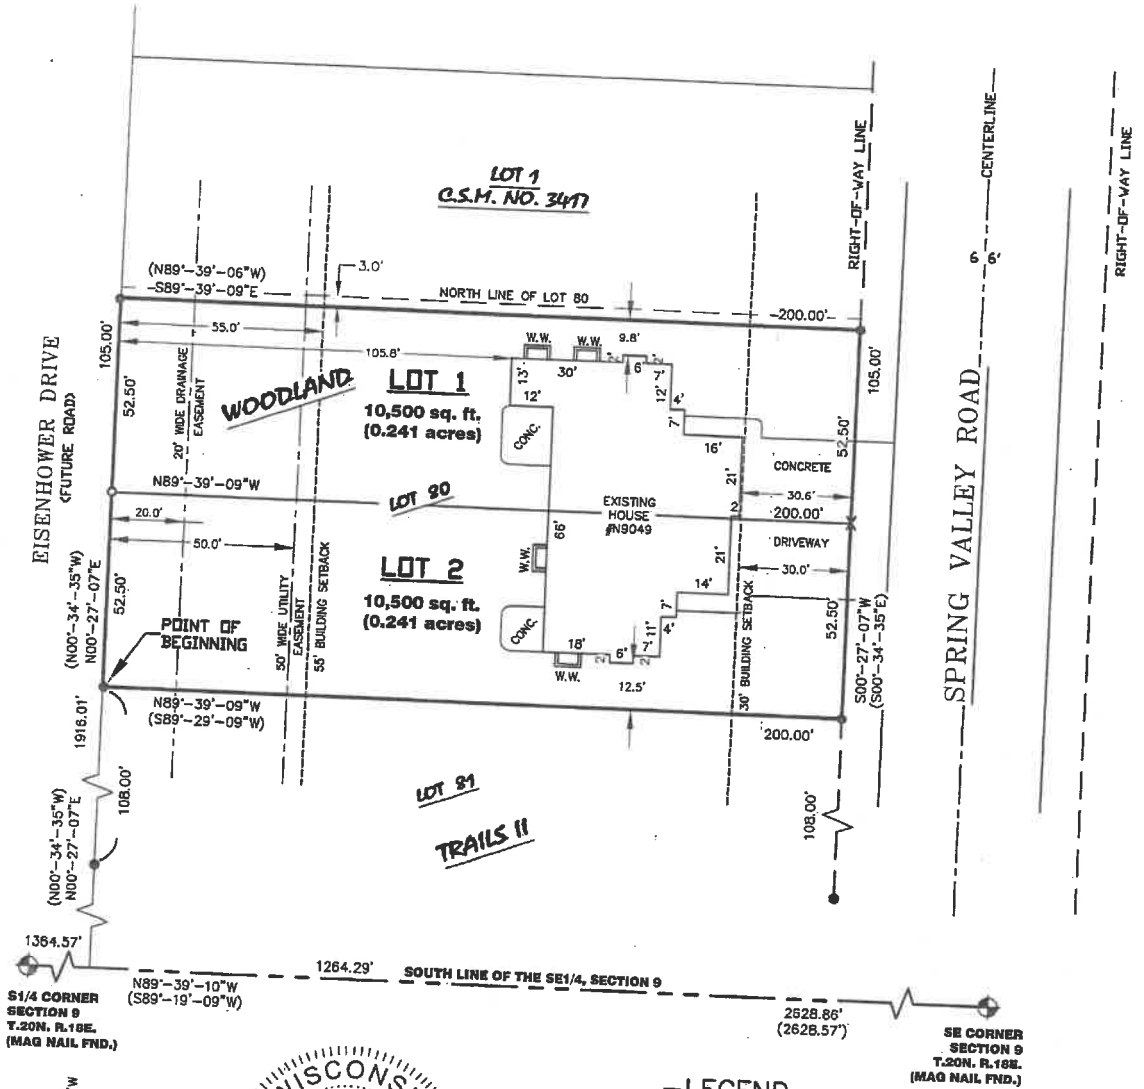 LOT 1
C.S.M. NO. 3417
RIGHT-OF-WAY LINE
CENTERLINE
RIGHT-OF-WAY LINE
66'
(N89°-39'-06"W)
S89°-39'-09"E
3.0'
NORTH LINE OF LOT 80
200.00'
55.0'
105.8'
W.W.
W.W.
9.8'
105.00'
52.50'
EISENHOWER DRIVE
(FUTURE ROAD)
20' WIDE DRAINAGE
EASEMENT
WOODLAND
LOT 1
10,500 sq. ft.
(0.241 acres)
13'
30'
2'
6'
2'
7'
12'
12'
4'
7'
CONC.
16'
21'
CONCRETE
30.6'
105.00'
52.50'
SPRING VALLEY ROAD
N89°-39'-09"W
LOT 80
EXISTING
HOUSE
#N9049
2'
200.00'
DRIVEWAY
20.0'
50.0'
66'
21'
30.0'
LOT 2
10,500 sq. ft.
(0.241 acres)
W.W.
14'
7'
4'
11'
CONC.
(N00°-34'-35"W)
N00°-27'-07"E
52.50'
POINT OF
BEGINNING
50' WIDE UTILITY
EASEMENT
55' BUILDING SETBACK
18'
2'
6'
2'
7'
W.W.
12.5'
30' BUILDING SETBACK
52.50'
S00°-27'-07"W
(S00°-34'-35"E)
N89°-39'-09"W
(S89°-29'-09"W)
200.00'
1916.01'
108.00'
(N00°-34'-35"W)
N00°-27'-07"E
LOT 81
TRAILS II
108.00'
1364.57'
1264.29'
SOUTH LINE OF THE SE1/4, SECTION 9
N89°-39'-10"W
(S89°-19'-09"W)
2628.86'
(2628.57')
S1/4 CORNER
SECTION 9
T.20N. R.18E.
(MAG NAIL FND.)
SE CORNER
SECTION 9
T.20N. R.18E.
(MAG NAIL FND.)
WISCONS
LEGEND
W